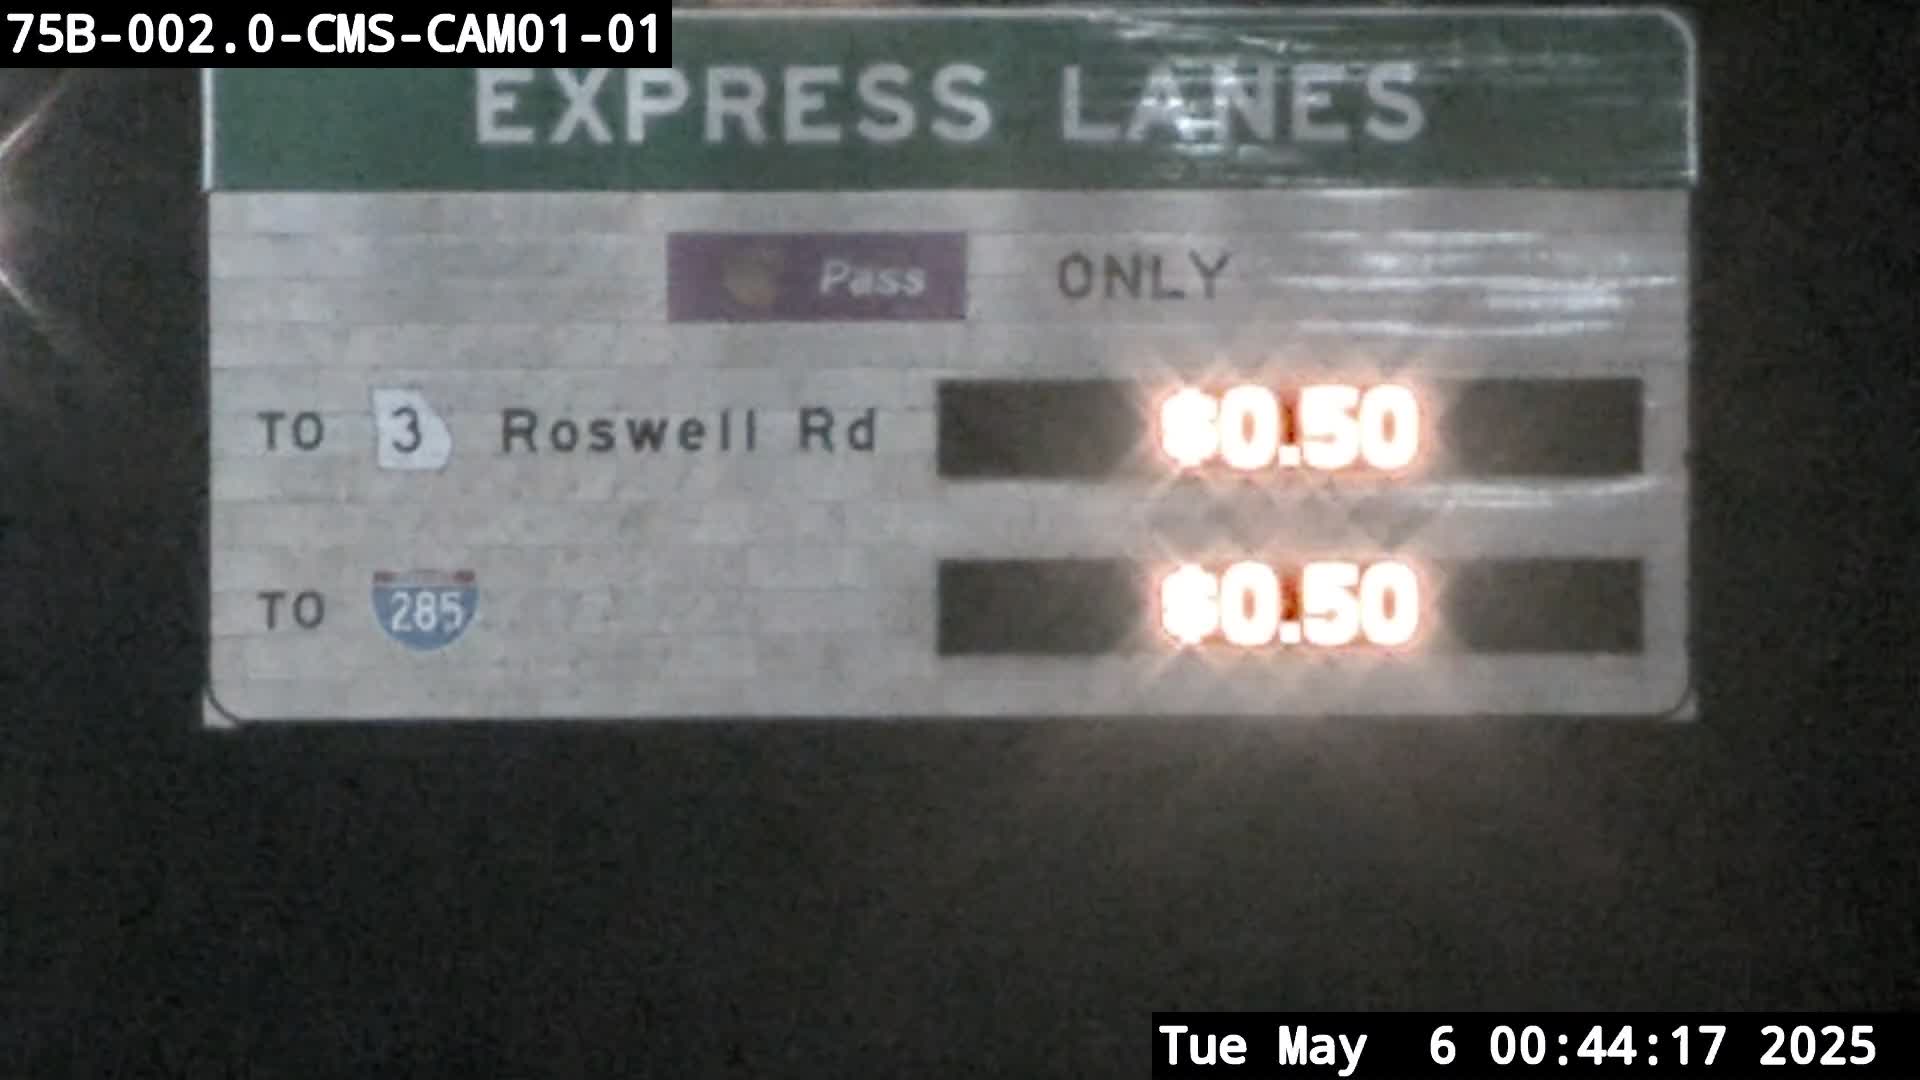 75B-002.0-CMS-CAM01-01
EXPRESS LANES
Pass ONLY
TO 3 Roswell Rd $0.50
TO 285 $0.50
Tue May 6 00:44:17 2025